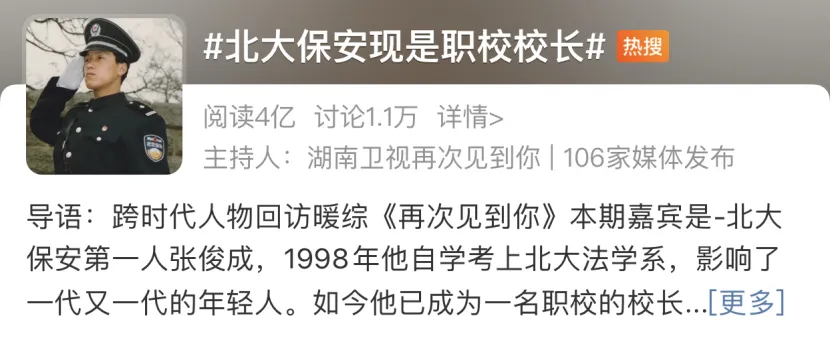 #北大保安现是职校校长# 热搜
阅读4亿 讨论1.1万 详情>
主持人：湖南卫视再次见到你 | 106家媒体发布
导语：跨时代人物回访暖综《再次见到你》本期嘉宾是-北大
保安第一人张俊成，1998年他自学考上北大法学系，影响了
一代又一代的年轻人。如今他已成为一名职校的校长...[更多]